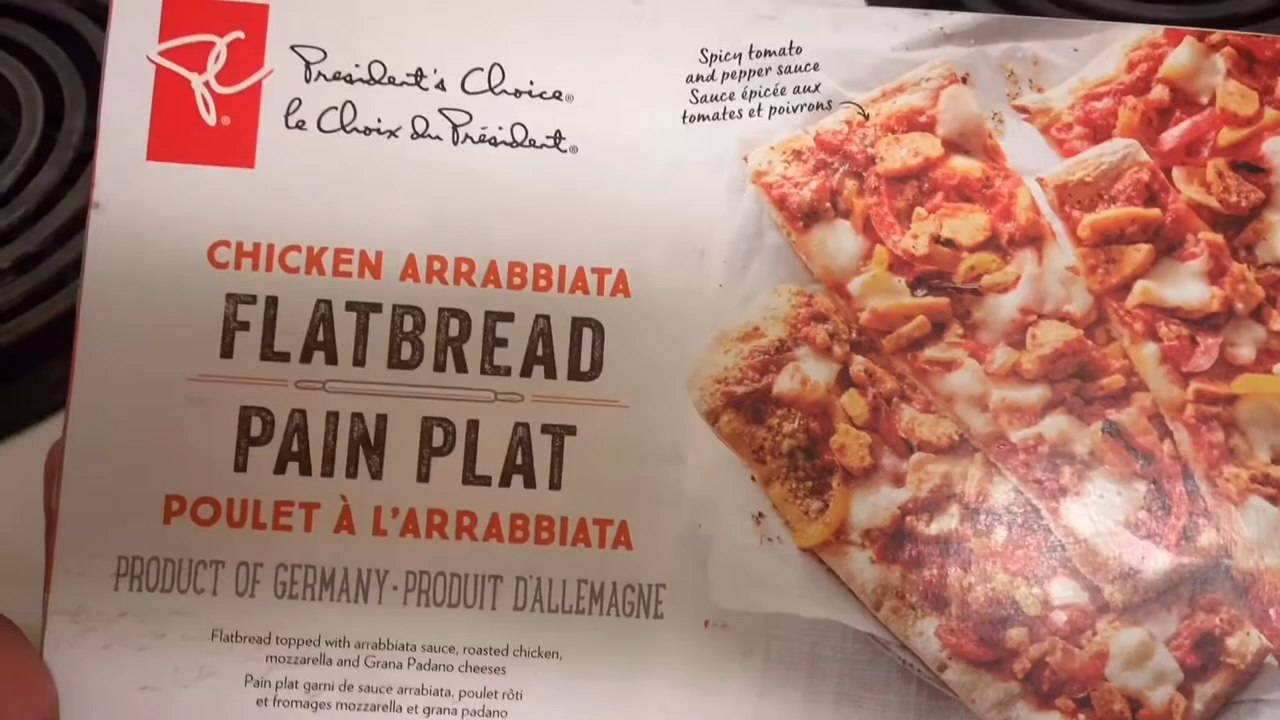 PC®
President's Choice®
le Choix du Président®
Spicy tomato
and pepper sauce
Sauce épicée aux
tomates et poivrons
CHICKEN ARRABBIATA
FLATBREAD
PAIN PLAT
POULET À L'ARRABBIATA
PRODUCT OF GERMANY · PRODUIT D'ALLEMAGNE
Flatbread topped with arrabbiata sauce, roasted chicken,
mozzarella and Grana Padano cheeses
Pain plat garni de sauce arrabiata, poulet rôti
et fromages mozzarella et grana padano